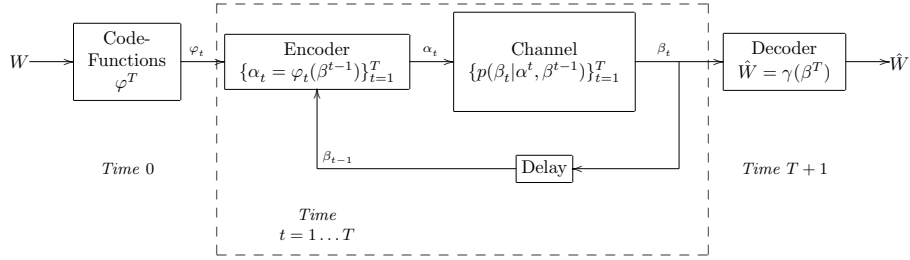 W
Code-
Functions
φ^T
φ_t
Encoder
{α_t = φ_t(β^{t−1})}_{t=1}^T
α_t
Channel
{p(β_t|α^t, β^{t−1})}_{t=1}^T
β_t
Decoder
Ŵ = γ(β^T)
Ŵ
β_{t−1}
Delay
Time 0
Time T + 1
Time
t = 1 . . . T